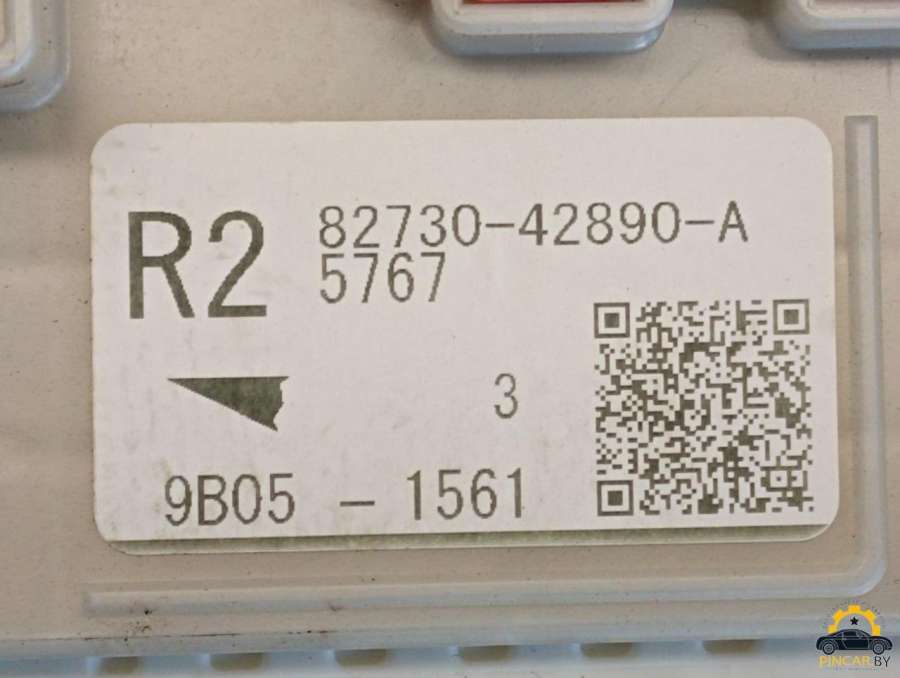 R2 82730-42890-A
5767
3
9B05 - 1561
PINCAR.BY